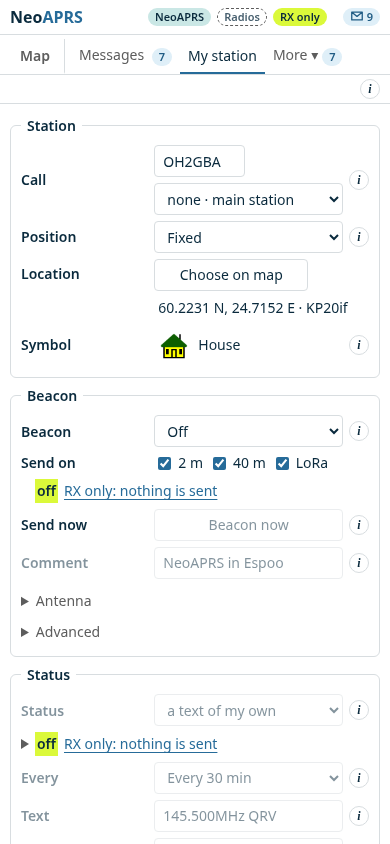 NeoAPRS NeoAPRS Radios RX only 9
Map Messages 7 My station More ▾ 7
i
Station
Call OH2GBA i
none · main station
Position Fixed i
Location Choose on map
60.2231 N, 24.7152 E · KP20if
Symbol House i
Beacon
Beacon Off i
Send on 2 m 40 m LoRa
off RX only: nothing is sent
Send now Beacon now i
Comment NeoAPRS in Espoo i
▶ Antenna
▶ Advanced
Status
Status a text of my own i
▶ off RX only: nothing is sent
Every Every 30 min i
Text 145.500MHz QRV i